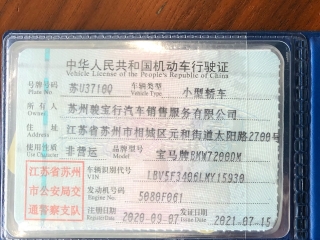 中华人民共和国机动车行驶证
Vehicle License of the People's Republic of China
号牌号码 苏U3710Q 车辆类型 小型轿车
Plate No. Vehicle Type
所有人 苏州骏宝行汽车销售服务有限公司
Owner
住址 江苏省苏州市相城区元和街道太阳路2700号
Address
使用性质 非营运 品牌型号 宝马牌BMW7200DM
Use Character Model
江苏省苏州
市公安局交
通警察支队
车辆识别代号 LBV5F3406LMY15930
VIN
发动机号码 5080F061
Engine No.
注册日期 2020-09-07 发证日期 2021-07-15
Register Date Issue Date